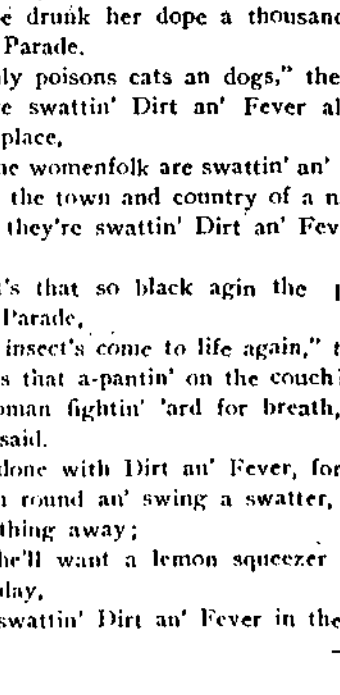 drunk her dope a thousand
Parade.
poisons cats an dogs," the
swattin' Dirt an' Fever al
place,
womenfolk are swattin' an'
the town and country of a n
they're swattin' Dirt an' Fev
t's that so black agin the
Parade,
insect's come to life again," t
s that a-pantin' on the couch?
oman fightin' 'ard for breath,
said.
done with Dirt an' Fever, for
round an' swing a swatter,
thing away;
he'll want a lemon squeezer
day,
swattin' Dirt an' Fever in the